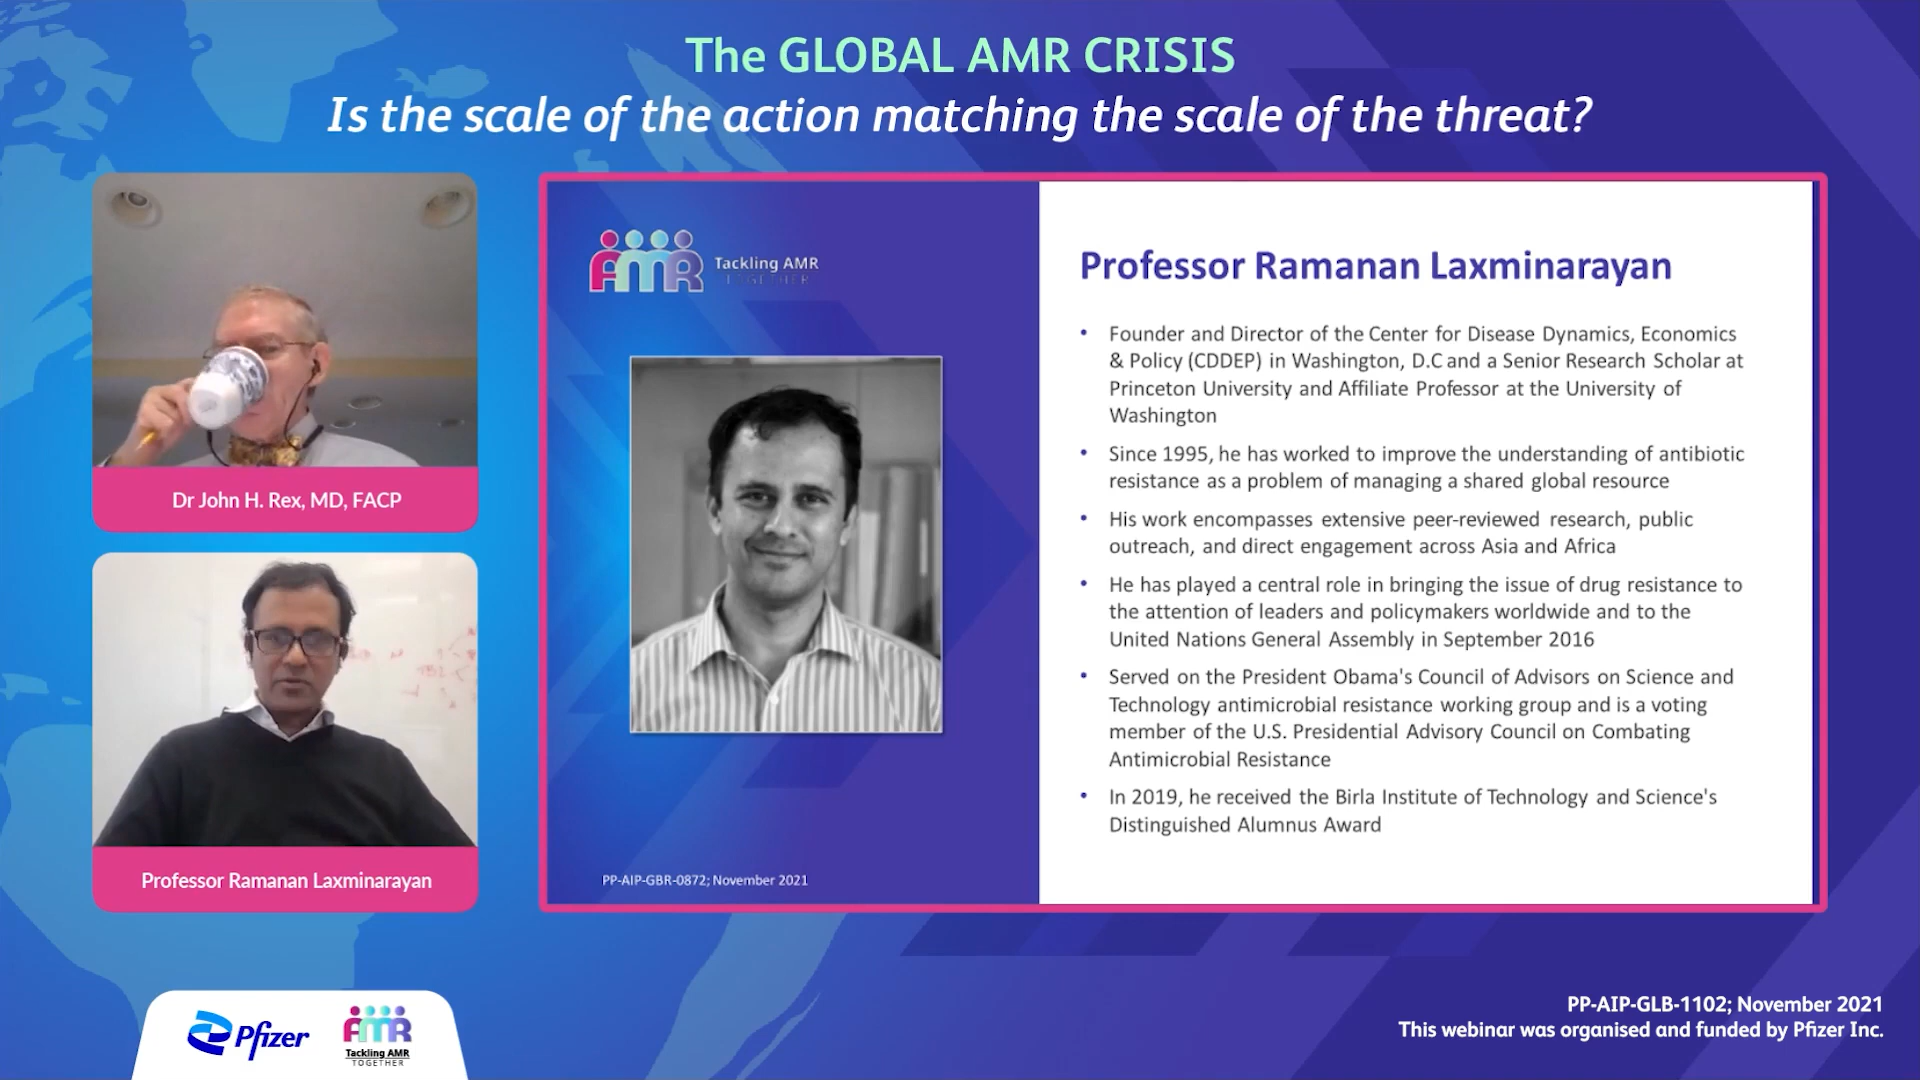 The GLOBAL AMR CRISIS
Is the scale of the action matching the scale of the threat?
Dr John H. Rex, MD, FACP
Professor Ramanan Laxminarayan
AMR
Tackling AMR
TOGETHER
PP-AIP-GBR-0872; November 2021
Professor Ramanan Laxminarayan
• Founder and Director of the Center for Disease Dynamics, Economics
& Policy (CDDEP) in Washington, D.C and a Senior Research Scholar at
Princeton University and Affiliate Professor at the University of
Washington
• Since 1995, he has worked to improve the understanding of antibiotic
resistance as a problem of managing a shared global resource
• His work encompasses extensive peer-reviewed research, public
outreach, and direct engagement across Asia and Africa
• He has played a central role in bringing the issue of drug resistance to
the attention of leaders and policymakers worldwide and to the
United Nations General Assembly in September 2016
• Served on the President Obama's Council of Advisors on Science and
Technology antimicrobial resistance working group and is a voting
member of the U.S. Presidential Advisory Council on Combating
Antimicrobial Resistance
• In 2019, he received the Birla Institute of Technology and Science's
Distinguished Alumnus Award
Pfizer
AMR
Tackling AMR
TOGETHER
PP-AIP-GLB-1102; November 2021
This webinar was organised and funded by Pfizer Inc.